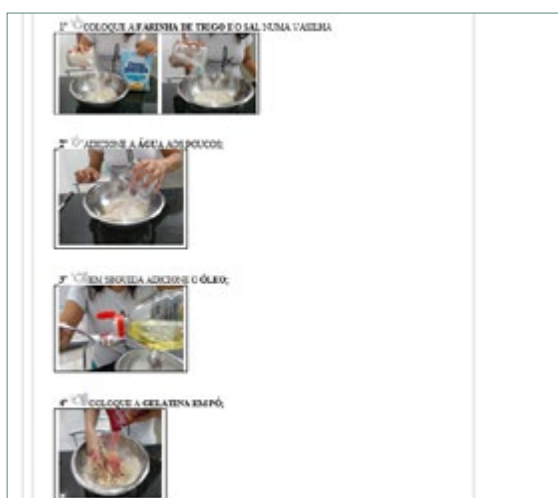 1º COLOQUE A FARINHA DE TRIGO E O SAL NUMA VASILHA
2º ADICIONE A ÁGUA AOS POUCOS;
3º EM SEGUIDA ADICIONE O ÓLEO;
4º COLOQUE A GELATINA EM PÓ;